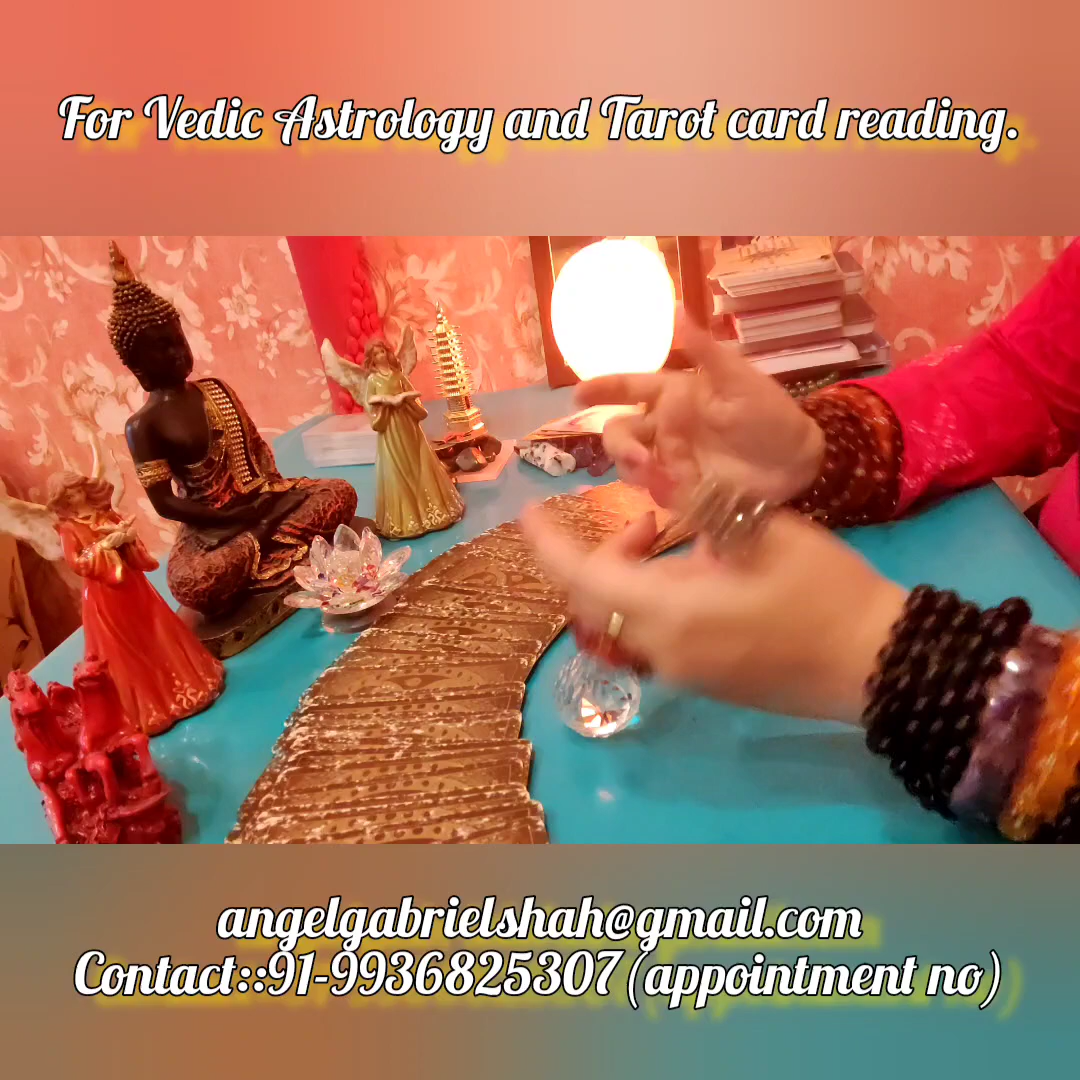 For Vedic Astrology and Tarot card reading.
angelgabrielshah@gmail.com
Contact::91-9936825307(appointment no)